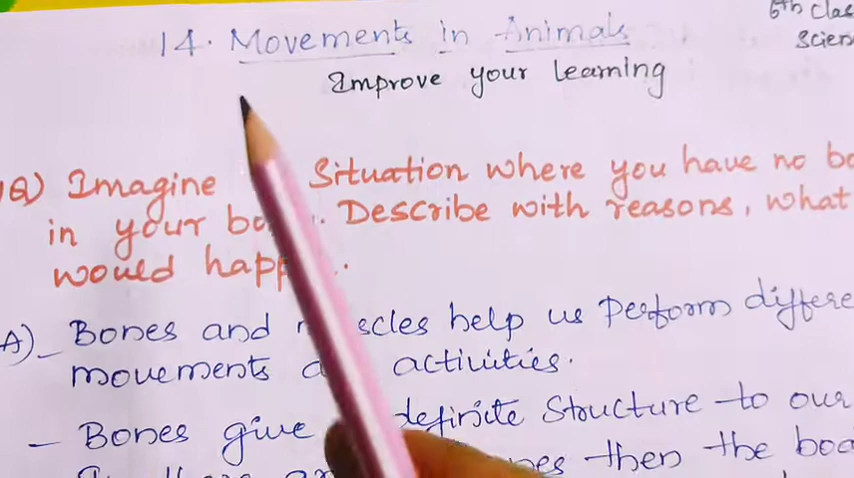 6th Clas
Scien
14. Movements in Animals
Improve your learning
Q) Imagine Situation where you have no bo
in your bo. Describe with reasons, what
would happ.
A) - Bones and muscles help us perform differe
movements activities.
- Bones give definite Structure to our
then the bod